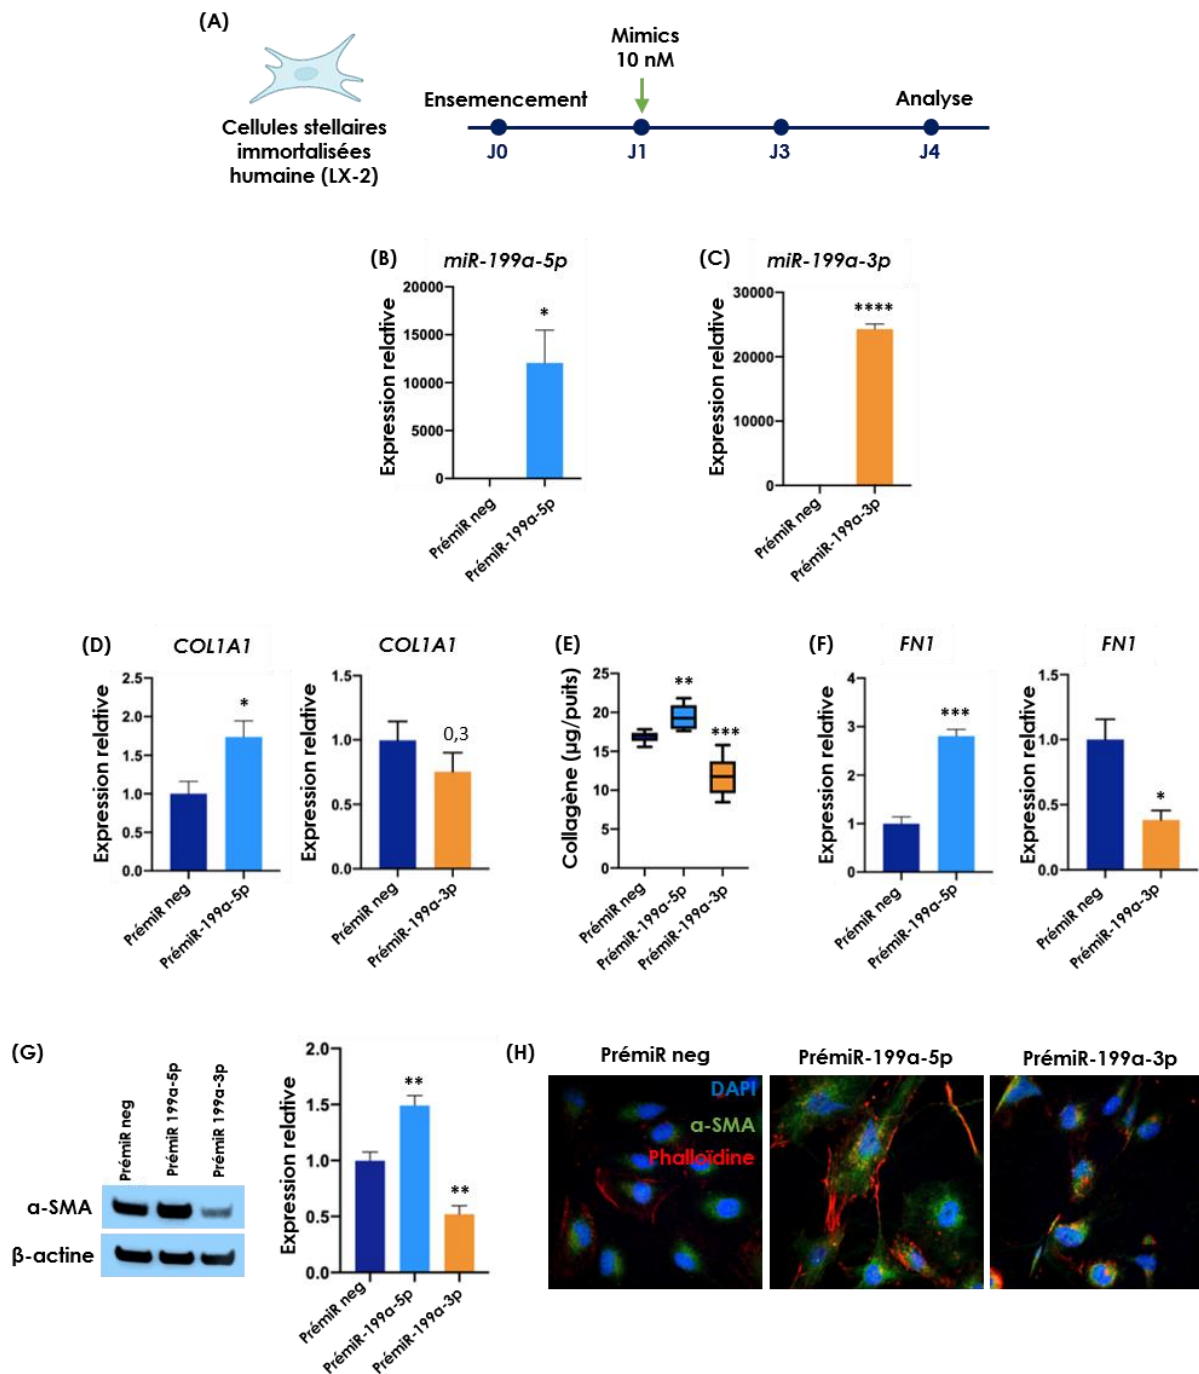 (A)
Mimics
10 nM
Ensemencement
Analyse
Cellules stellaires
immortalisées
humaine (LX-2)
J0
J1
J3
J4
(B)
miR-199a-5p
Expression relative
20000
15000
10000
5000
0
*
PrémiR neg
PrémiR-199a-5p
(C)
miR-199a-3p
Expression relative
30000
20000
10000
0
****
PrémiR neg
PrémiR-199a-3p
(D)
COL1A1
Expression relative
2.0
1.5
1.0
0.5
0.0
*
PrémiR neg
PrémiR-199a-5p
COL1A1
Expression relative
1.5
1.0
0.5
0.0
0,3
PrémiR neg
PrémiR-199a-3p
(E)
Collagène (µg/puits)
25
20
15
10
5
0
**
***
PrémiR neg
PrémiR-199a-5p
PrémiR-199a-3p
(F)
FN1
Expression relative
4
3
2
1
0
***
PrémiR neg
PrémiR-199a-5p
FN1
Expression relative
1.5
1.0
0.5
0.0
*
PrémiR neg
PrémiR-199a-3p
(G)
PrémiR neg
PrémiR 199a-5p
PrémiR 199a-3p
α-SMA
β-actine
Expression relative
2.0
1.5
1.0
0.5
0.0
**
**
PrémiR neg
PrémiR-199a-5p
PrémiR-199a-3p
(H)
PrémiR neg
PrémiR-199a-5p
PrémiR-199a-3p
DAPI
α-SMA
Phalloïdine